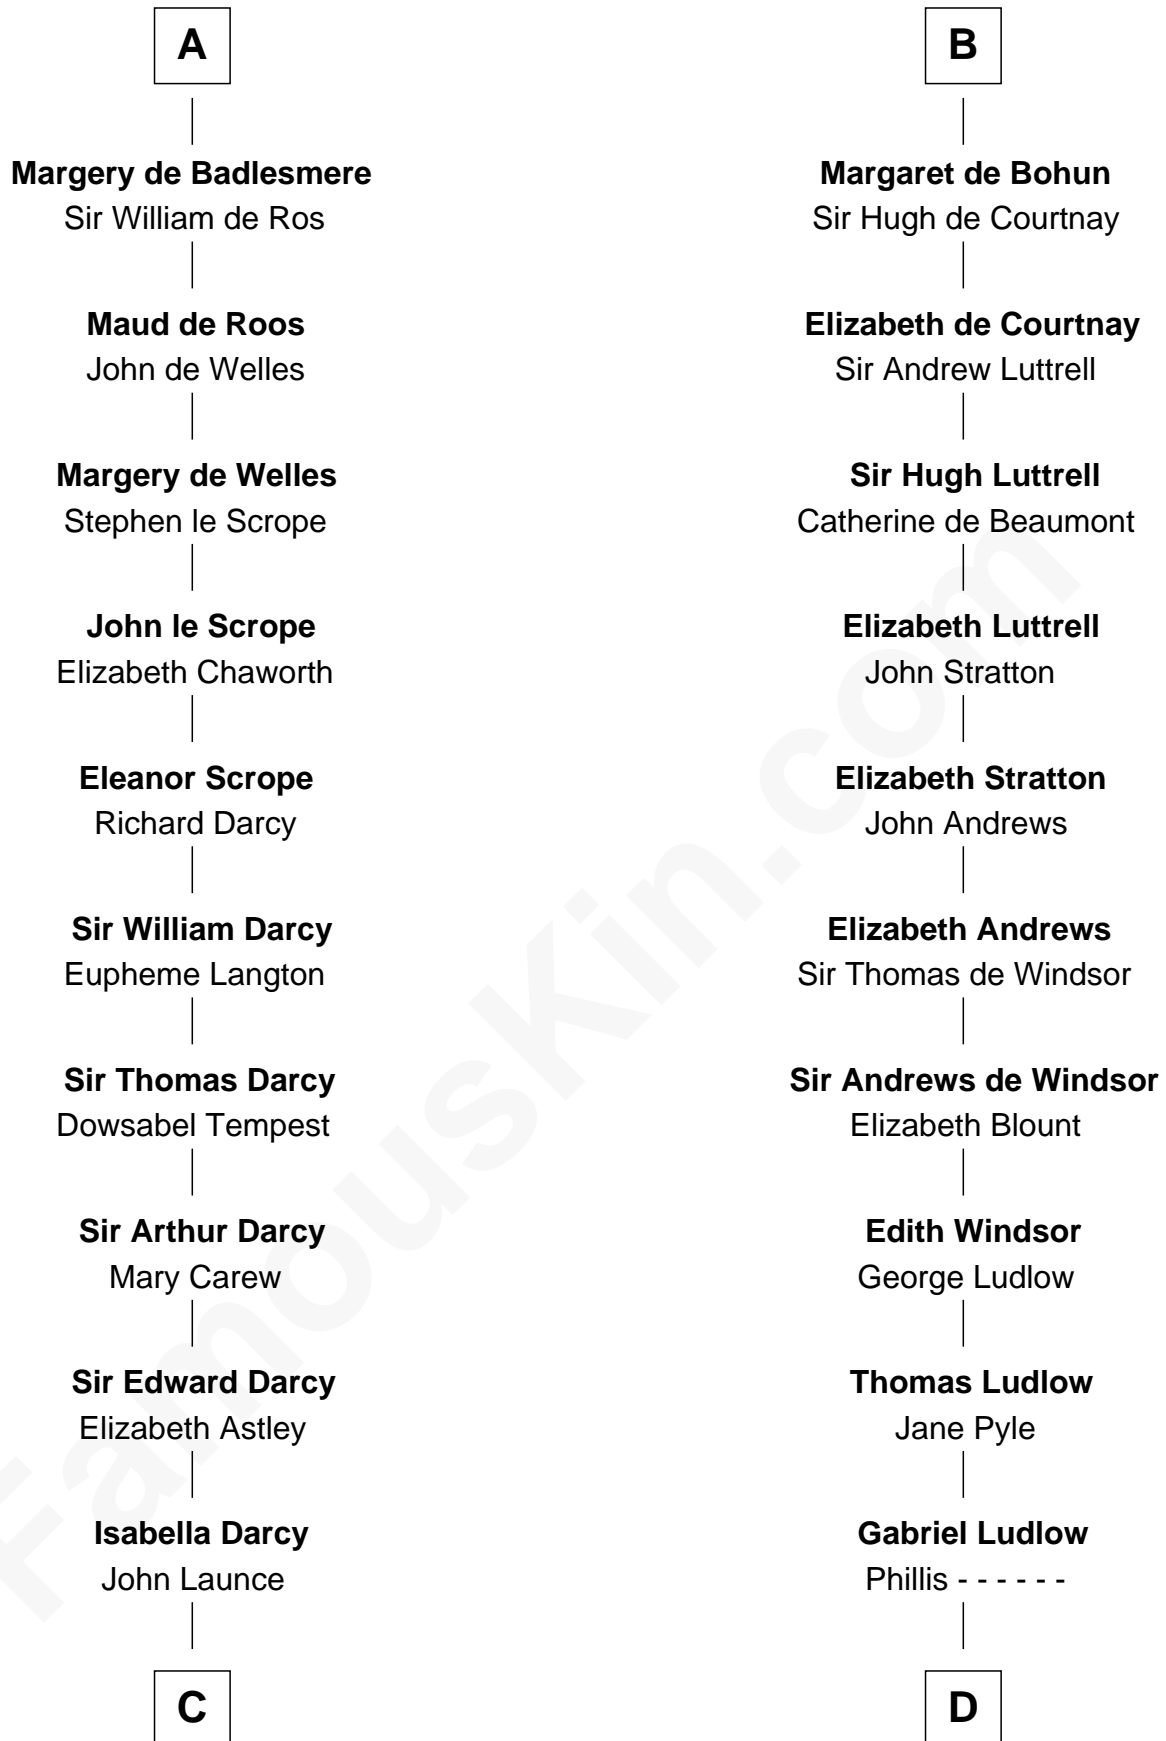 A
Margery de Badlesmere
Sir William de Ros
Maud de Roos
John de Welles
Margery de Welles
Stephen le Scrope
John le Scrope
Elizabeth Chaworth
Eleanor Scrope
Richard Darcy
Sir William Darcy
Eupheme Langton
Sir Thomas Darcy
Dowsabel Tempest
Sir Arthur Darcy
Mary Carew
Sir Edward Darcy
Elizabeth Astley
Isabella Darcy
John Launce
C
B
Margaret de Bohun
Sir Hugh de Courtnay
Elizabeth de Courtnay
Sir Andrew Luttrell
Sir Hugh Luttrell
Catherine de Beaumont
Elizabeth Luttrell
John Stratton
Elizabeth Stratton
John Andrews
Elizabeth Andrews
Sir Thomas de Windsor
Sir Andrews de Windsor
Elizabeth Blount
Edith Windsor
George Ludlow
Thomas Ludlow
Jane Pyle
Gabriel Ludlow
Phillis - - - - - -
D
FamousKin.com